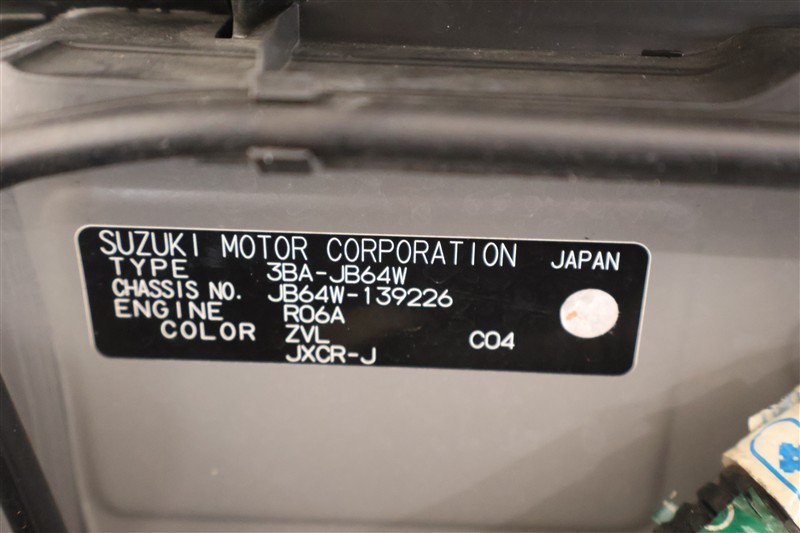 SUZUKI MOTOR CORPORATION JAPAN
TYPE 3BA-JB64W
CHASSIS NO. JB64W-139226
ENGINE R06A
COLOR ZVL C04
JXCR-J